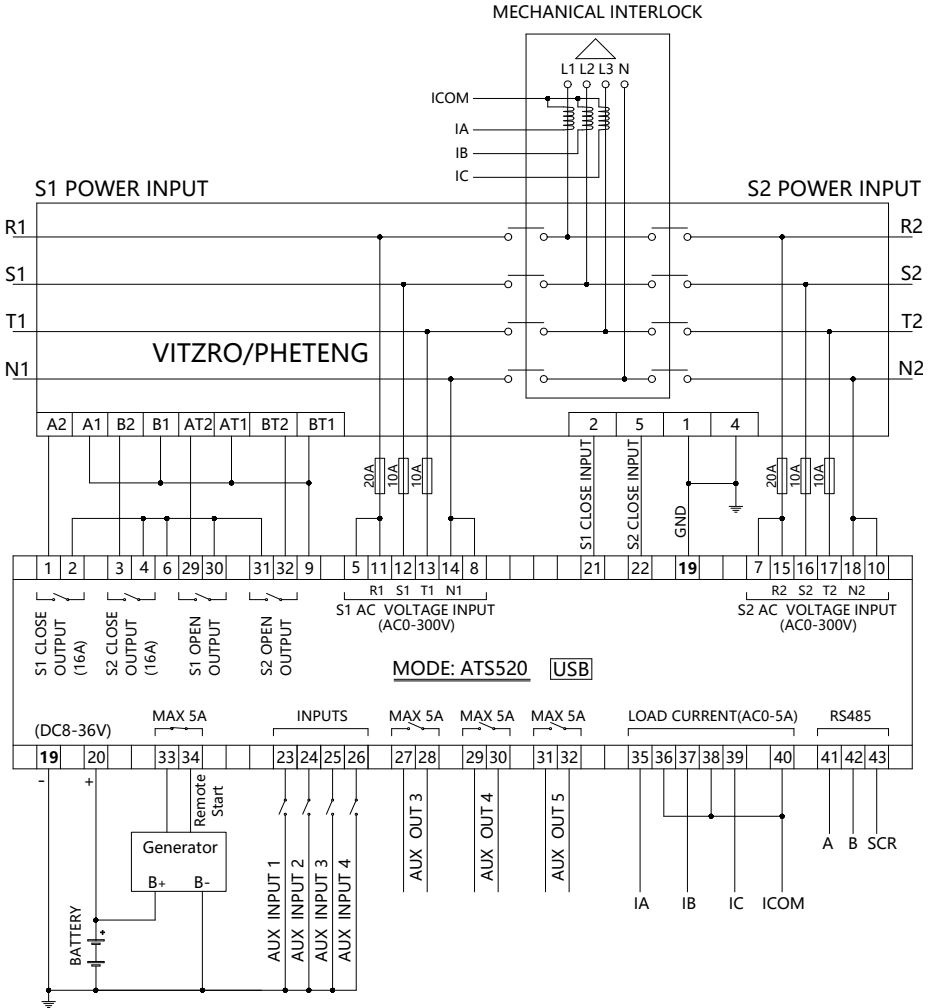 MECHANICAL INTERLOCK
L1 L2 L3 N
ICOM
IA
IB
IC
S1 POWER INPUT
S2 POWER INPUT
R1
R2
S1
S2
T1
T2
VITZRO/PHETENG
N1
N2
A2 A1 B2 B1 AT2 AT1 BT2 BT1
2 5 1 4
20A 10A 10A
S1 CLOSE INPUT
S2 CLOSE INPUT
GND
20A 10A 10A
1 2 3 4 6 29 30 31 32 9 5 11 12 13 14 8 21 22 19 7 15 16 17 18 10
R1 S1 T1 N1
R2 S2 T2 N2
S1 CLOSE
OUTPUT
(16A)
S2 CLOSE
OUTPUT
(16A)
S1 OPEN
OUTPUT
S2 OPEN
OUTPUT
S1 AC VOLTAGE INPUT
(AC0-300V)
S2 AC VOLTAGE INPUT
(AC0-300V)
MODE: ATS520 USB
(DC8-36V)
MAX 5A
INPUTS
MAX 5A
MAX 5A
MAX 5A
LOAD CURRENT(AC0-5A)
RS485
19 20 33 34 23 24 25 26 27 28 29 30 31 32 35 36 37 38 39 40 41 42 43
- +
Remote
Start
Generator
B+ B-
BATTERY
+
AUX INPUT 1
AUX INPUT 2
AUX INPUT 3
AUX INPUT 4
AUX OUT 3
AUX OUT 4
AUX OUT 5
IA IB IC ICOM
A B SCR